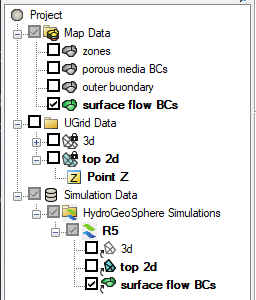 Project
Map Data
zones
porous media BCs
outer buondary
surface flow BCs
UGrid Data
3d
top 2d
Z Point Z
Simulation Data
HydroGeoSphere Simulations
R5
3d
top 2d
surface flow BCs